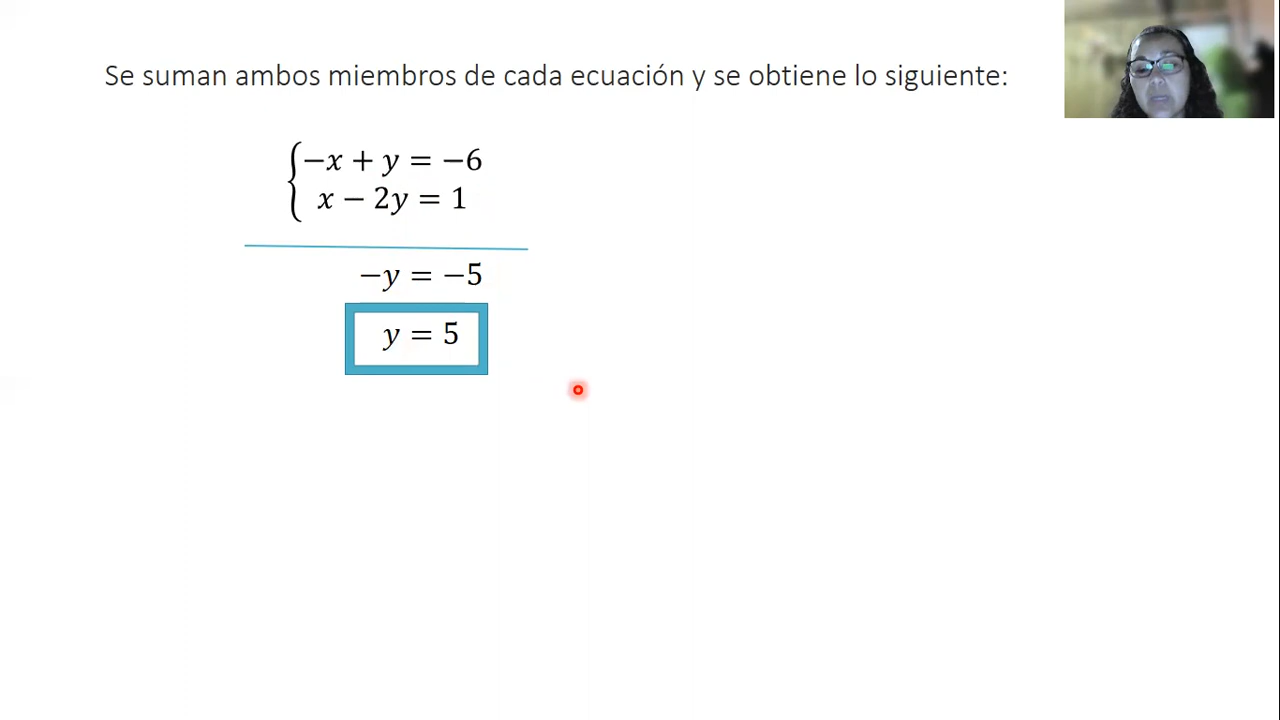 Se suman ambos miembros de cada ecuación y se obtiene lo siguiente:
−x + y = −6
x − 2y = 1
−y = −5
y = 5